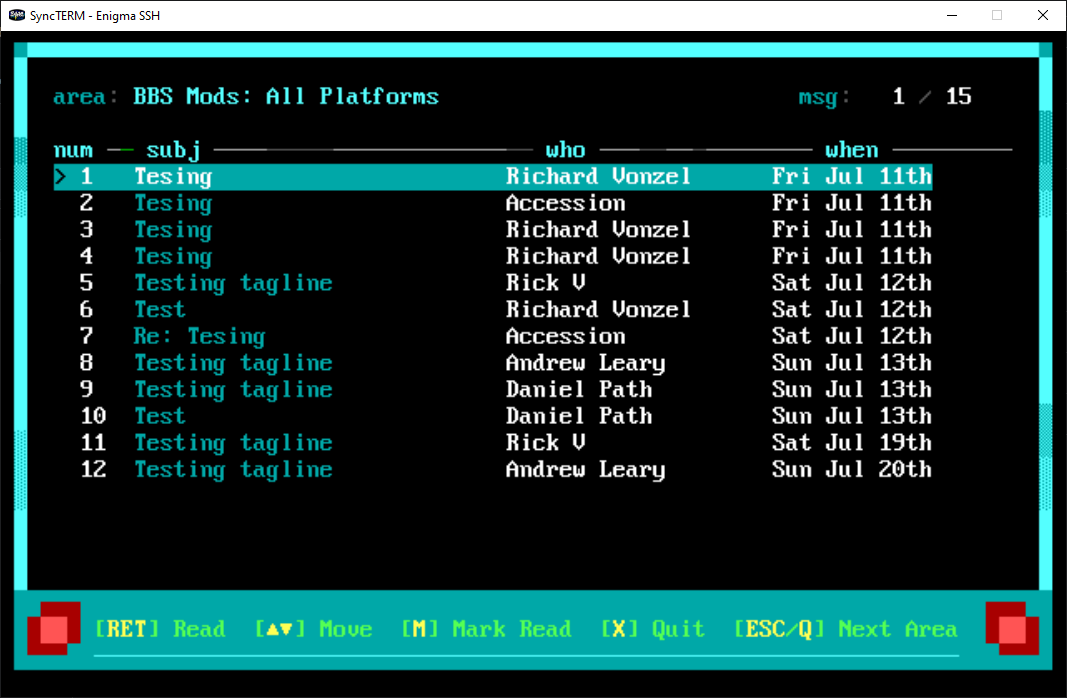 Sync SyncTERM - Enigma SSH
area: BBS Mods: All Platforms msg: 1 / 15
num subj who when
> 1 Tesing Richard Vonzel Fri Jul 11th
2 Tesing Accession Fri Jul 11th
3 Tesing Richard Vonzel Fri Jul 11th
4 Tesing Richard Vonzel Fri Jul 11th
5 Testing tagline Rick V Sat Jul 12th
6 Test Richard Vonzel Sat Jul 12th
7 Re: Tesing Accession Sat Jul 12th
8 Testing tagline Andrew Leary Sun Jul 13th
9 Testing tagline Daniel Path Sun Jul 13th
10 Test Daniel Path Sun Jul 13th
11 Testing tagline Rick V Sat Jul 19th
12 Testing tagline Andrew Leary Sun Jul 20th
[RET] Read [▲▼] Move [M] Mark Read [X] Quit [ESC/Q] Next Area